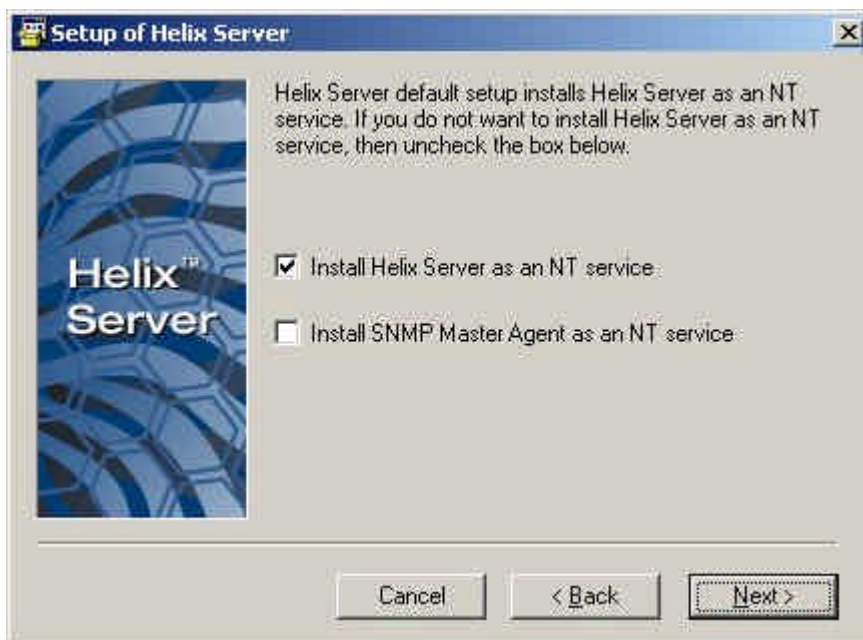 Setup of Helix Server
Helix Server default setup installs Helix Server as an NT
service. If you do not want to install Helix Server as an NT
service, then uncheck the box below.
Helix™
Server
Install Helix Server as an NT service
Install SNMP Master Agent as an NT service
Cancel
< Back
Next >